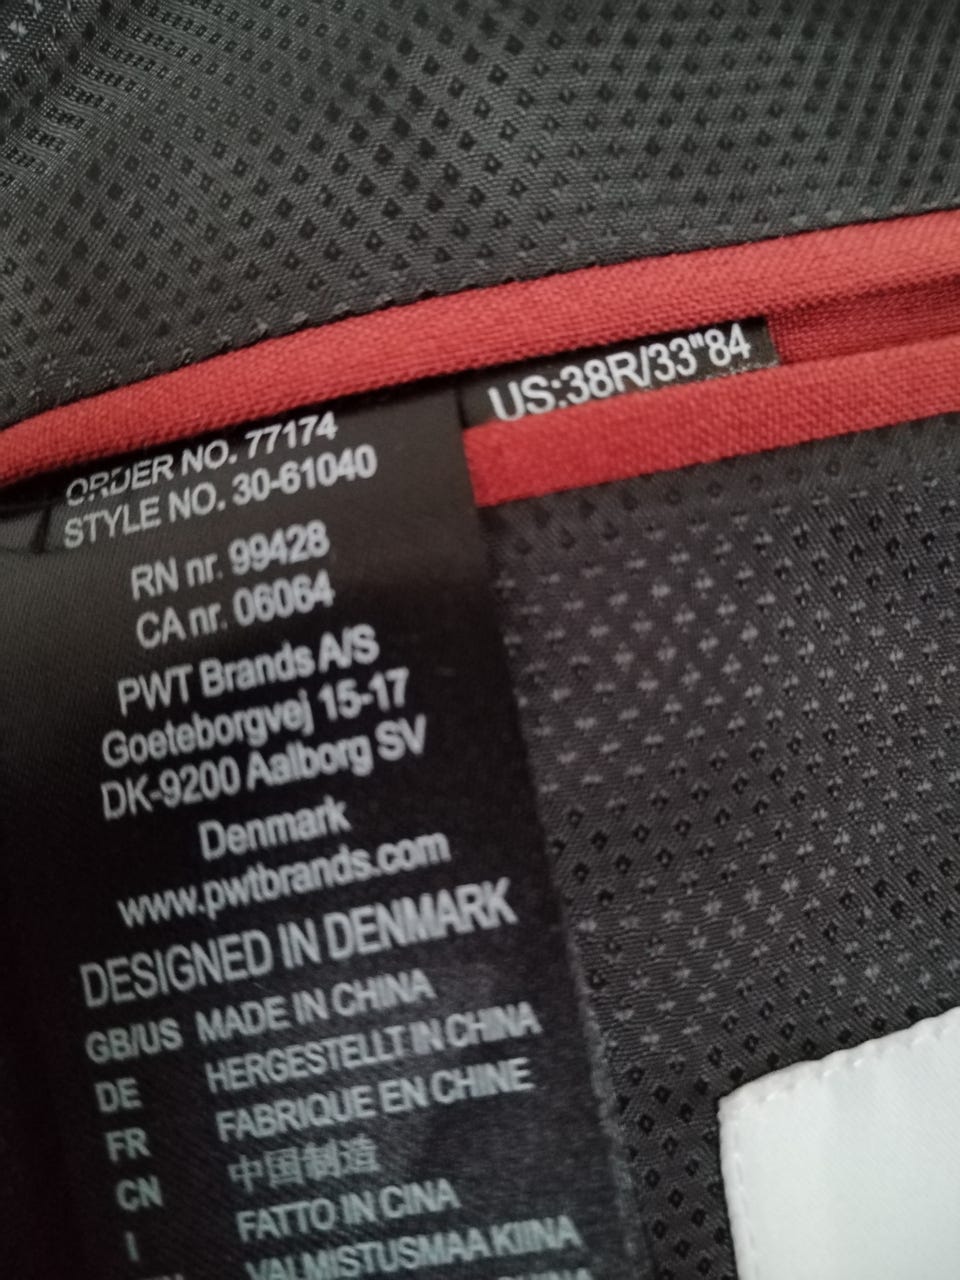 US:38R/33"84
ORDER NO. 77174
STYLE NO. 30-61040
RN nr. 99428
CA nr. 06064
PWT Brands A/S
Goeteborgvej 15-17
DK-9200 Aalborg SV
Denmark
www.pwtbrands.com
DESIGNED IN DENMARK
GB/US MADE IN CHINA
DE HERGESTELLT IN CHINA
FR FABRIQUE EN CHINE
CN 中国制造
I FATTO IN CINA
VALMISTUSMAA KIINA